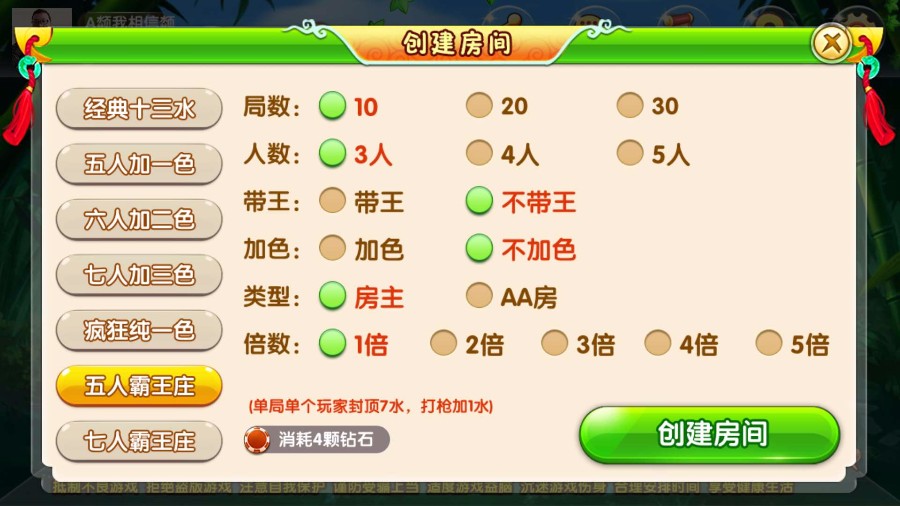 A颏我相信颏
创建房间
经典十三水
五人加一色
六人加二色
七人加三色
疯狂纯一色
五人霸王庄
七人霸王庄
局数： 10 20 30
人数： 3人 4人 5人
带王： 带王 不带王
加色： 加色 不加色
类型： 房主 AA房
倍数： 1倍 2倍 3倍 4倍 5倍
(单局单个玩家封顶7水，打枪加1水)
消耗4颗钻石
创建房间
抵制不良游戏 拒绝盗版游戏 注意自我保护 谨防受骗上当 适度游戏益脑 沉迷游戏伤身 合理安排时间 享受健康生活